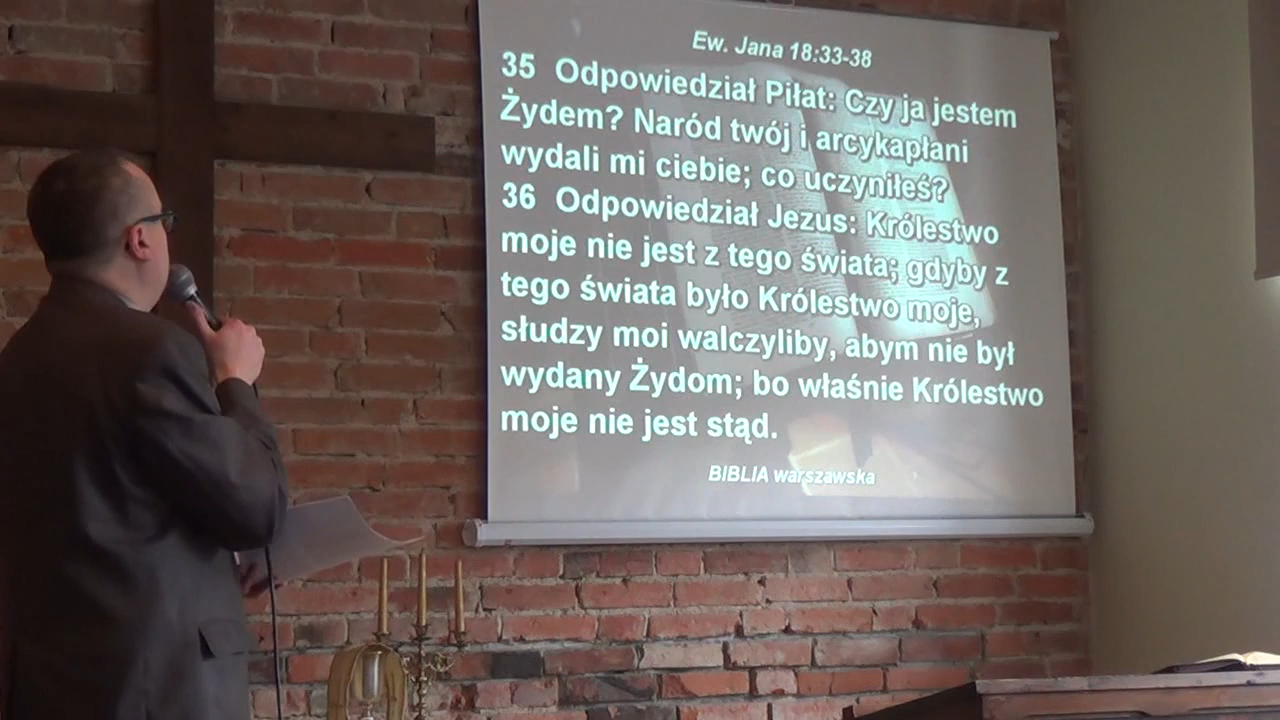 Ew. Jana 18:33-38
35 Odpowiedział Piłat: Czy ja jestem
Żydem? Naród twój i arcykapłani
wydali mi ciebie; co uczyniłeś?
36 Odpowiedział Jezus: Królestwo
moje nie jest z tego świata; gdyby z
tego świata było Królestwo moje,
słudzy moi walczyliby, abym nie był
wydany Żydom; bo właśnie Królestwo
moje nie jest stąd.
BIBLIA warszawska